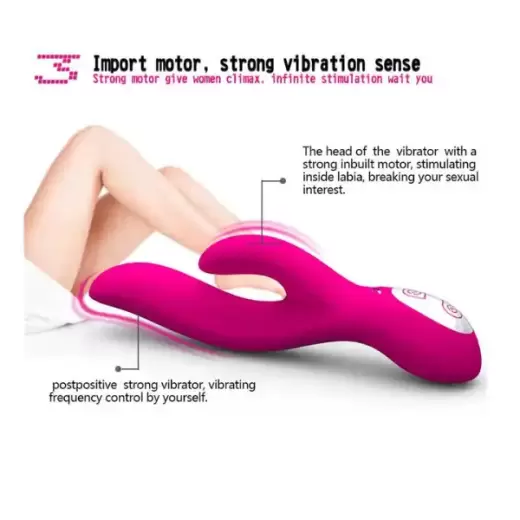 3 Import motor, strong vibration sense
Strong motor give women climax. infinite stimulation wait you
The head of the vibrator with a
strong inbuilt motor, stimulating
inside labia, breaking your sexual
interest.
postpositive strong vibrator, vibrating
frequency control by yourself.